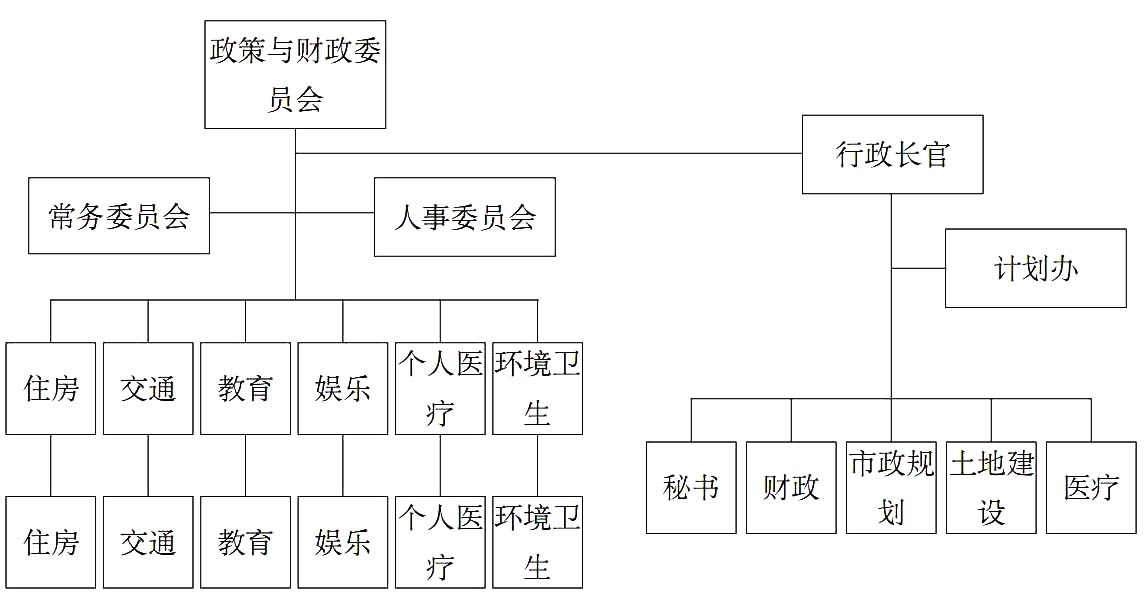 政策与财政委
员会
行政长官
常务委员会
人事委员会
计划办
住房
交通
教育
娱乐
个人医
疗
环境卫
生
秘书
财政
市政规
划
土地建
设
医疗
住房
交通
教育
娱乐
个人医
疗
环境卫
生